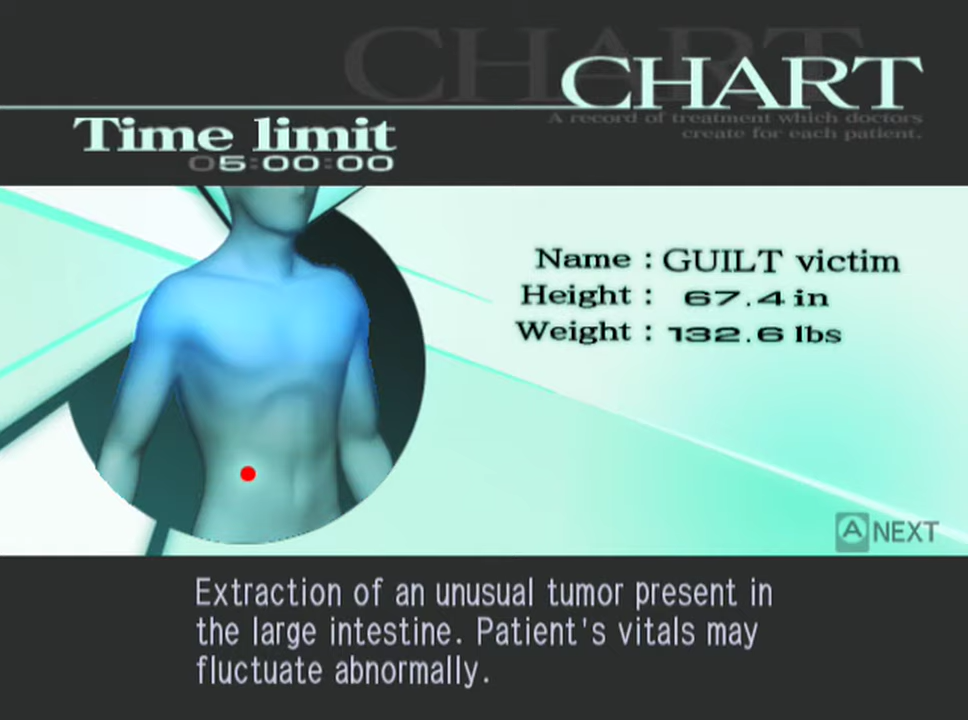 CHART
CHART
A record of treatment which doctors
create for each patient.
Time limit
05:00:00
Name : GUILT victim
Height : 67.4 in
Weight : 132.6 lbs
A NEXT
Extraction of an unusual tumor present in
the large intestine. Patient's vitals may
fluctuate abnormally.